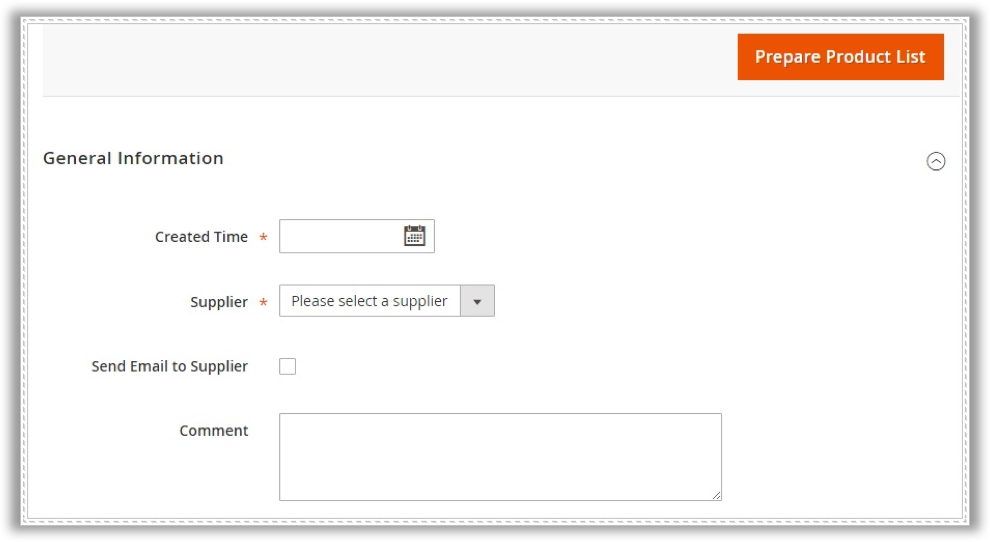 Prepare Product List
General Information
Created Time *
Supplier * Please select a supplier
Send Email to Supplier
Comment